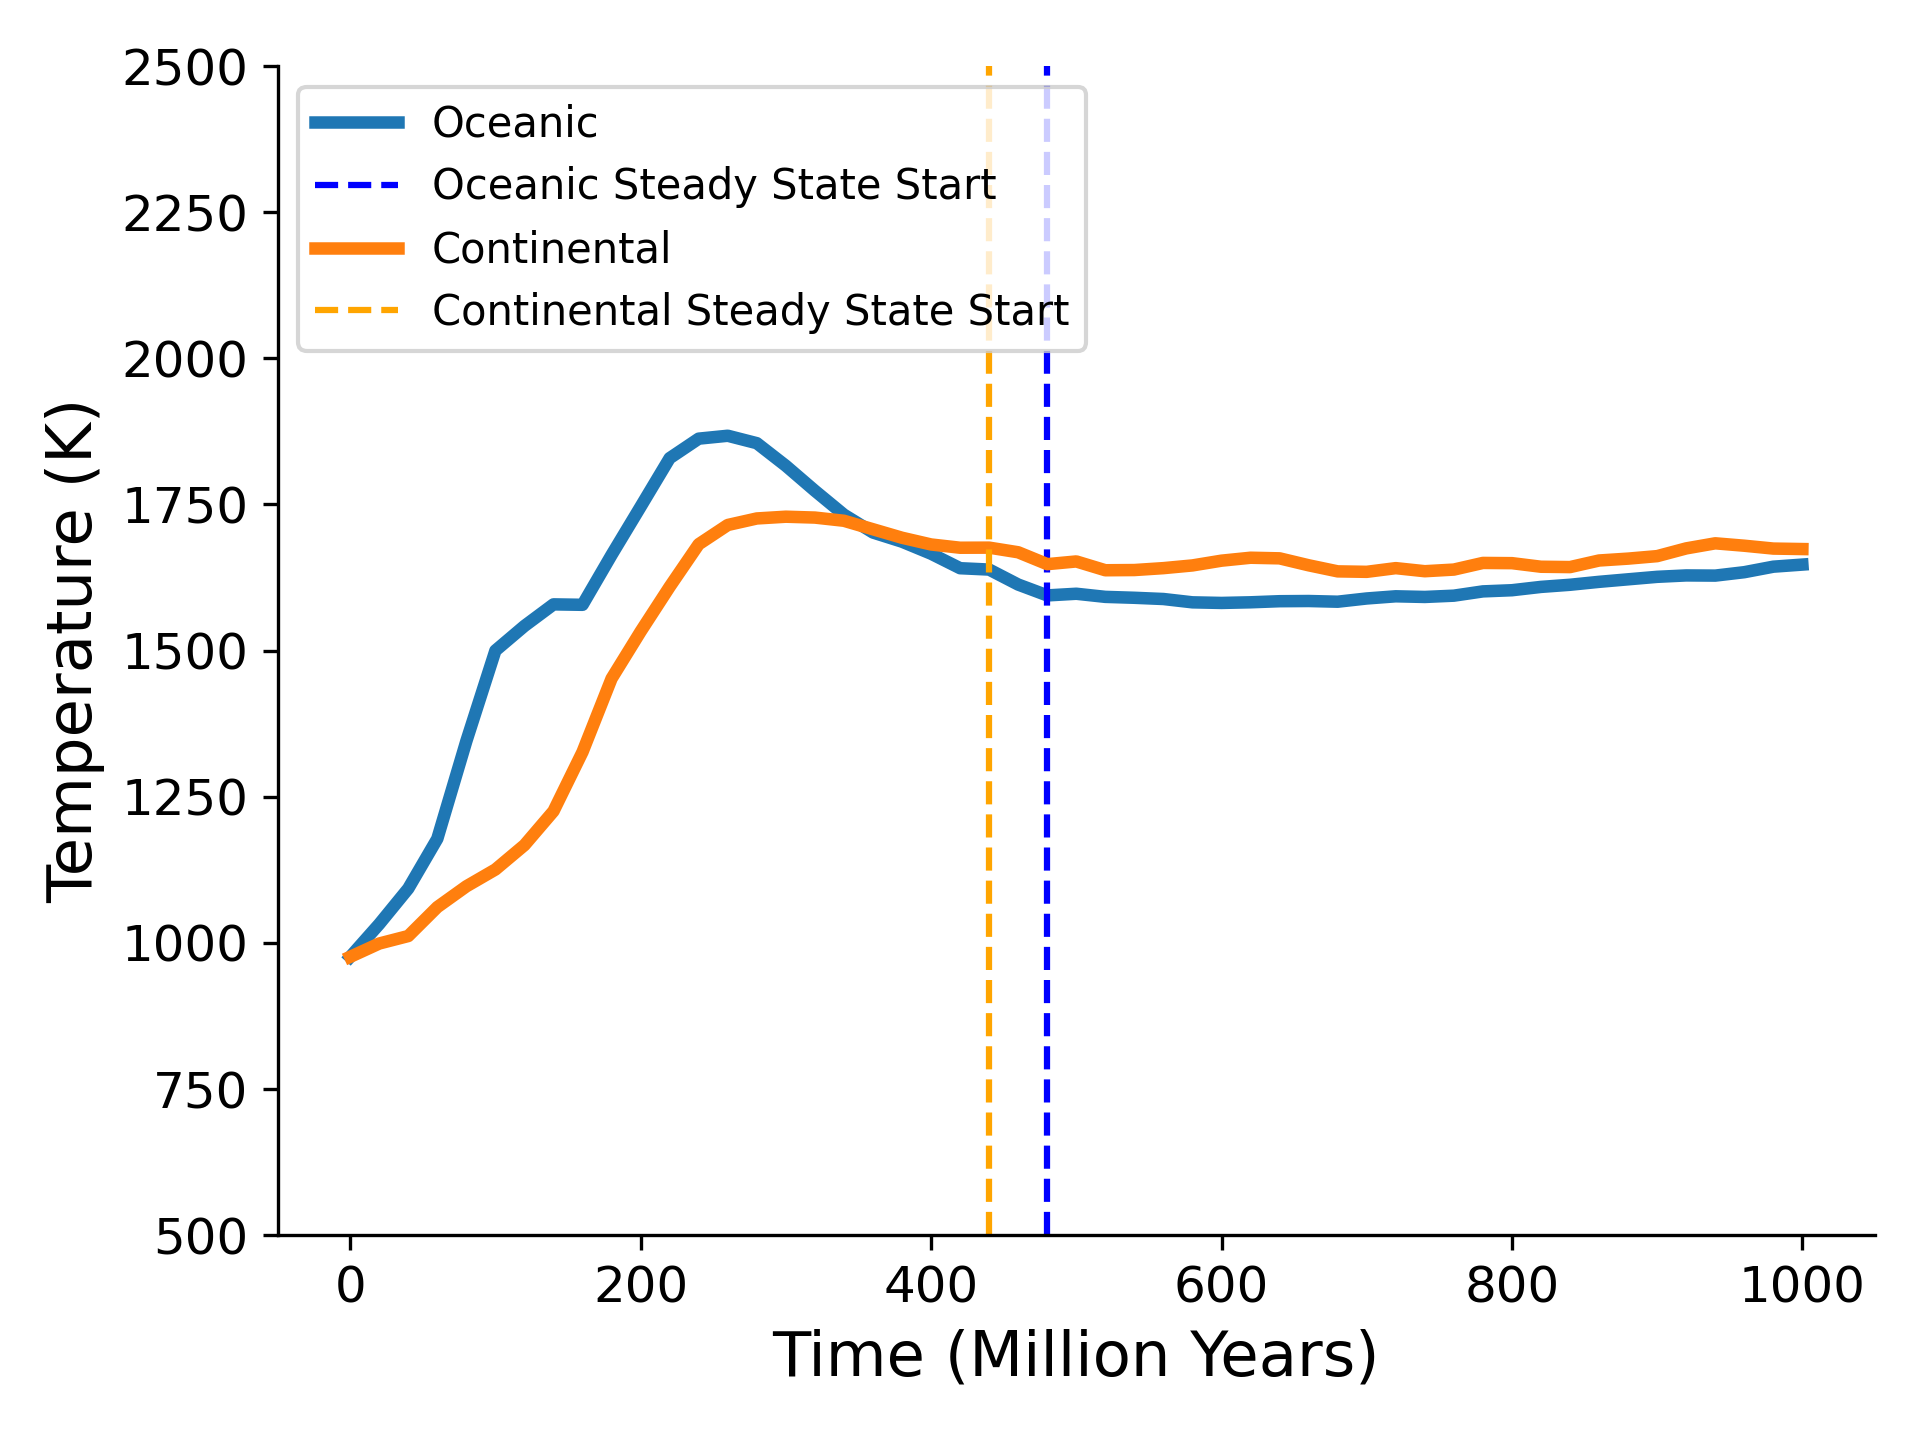 2500
2250
2000
1750
1500
1250
1000
750
500
Temperature (K)
Oceanic
Oceanic Steady State Start
Continental
Continental Steady State Start
0 200 400 600 800 1000
Time (Million Years)